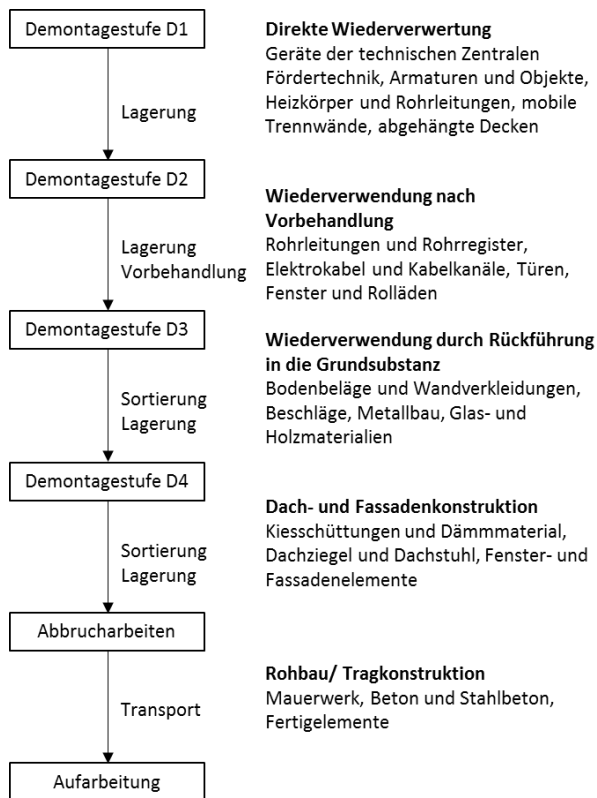 Demontagestufe D1
Direkte Wiederverwertung
Geräte der technischen Zentralen
Fördertechnik, Armaturen und Objekte,
Heizkörper und Rohrleitungen, mobile
Trennwände, abgehängte Decken
Lagerung
Demontagestufe D2
Wiederverwendung nach
Vorbehandlung
Rohrleitungen und Rohrregister,
Elektrokabel und Kabelkanäle, Türen,
Fenster und Rolläden
Lagerung
Vorbehandlung
Demontagestufe D3
Wiederverwendung durch Rückführung
in die Grundsubstanz
Bodenbeläge und Wandverkleidungen,
Beschläge, Metallbau, Glas- und
Holzmaterialien
Sortierung
Lagerung
Demontagestufe D4
Dach- und Fassadenkonstruktion
Kiesschüttungen und Dämmmaterial,
Dachziegel und Dachstuhl, Fenster- und
Fassadenelemente
Sortierung
Lagerung
Abbrucharbeiten
Rohbau/ Tragkonstruktion
Mauerwerk, Beton und Stahlbeton,
Fertigelemente
Transport
Aufarbeitung